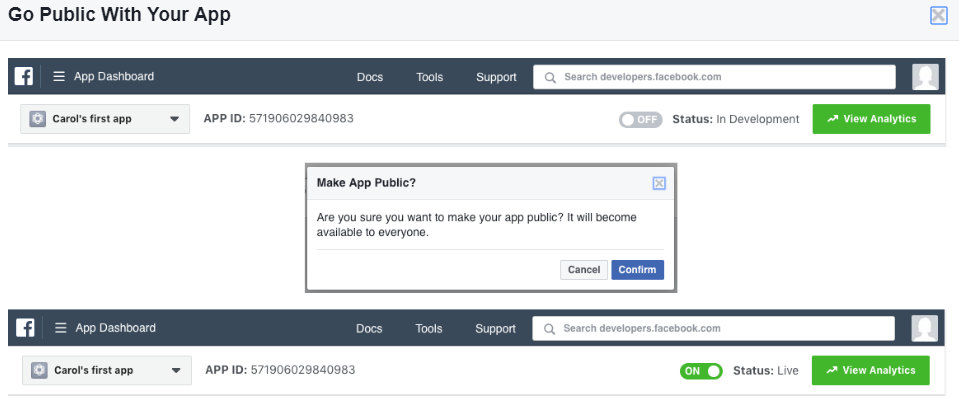 Go Public With Your App
App Dashboard Docs Tools Support Search developers.facebook.com
Carol's first app APP ID: 571906029840983 OFF Status: In Development View Analytics
Make App Public?
Are you sure you want to make your app public? It will become
available to everyone.
Cancel Confirm
App Dashboard Docs Tools Support Search developers.facebook.com
Carol's first app APP ID: 571906029840983 ON Status: Live View Analytics